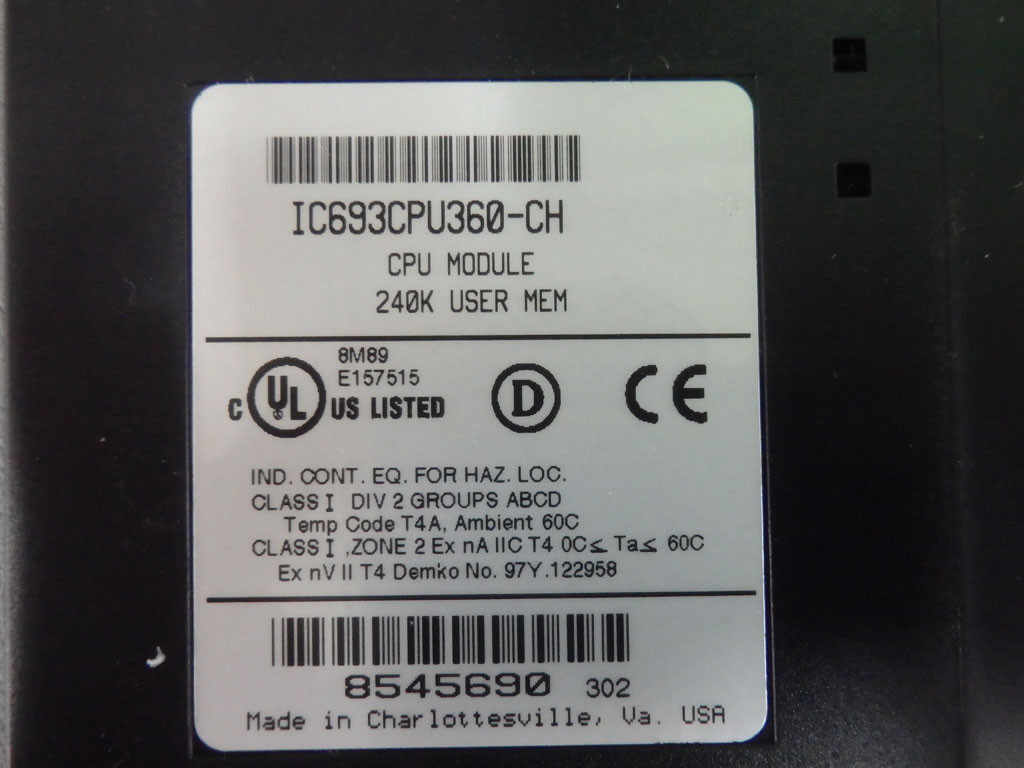 IC693CPU360-CH
CPU MODULE
240K USER MEM
8M89
E157515
C UL US LISTED
D
CE
IND. CONT. EQ. FOR HAZ. LOC.
CLASS I DIV 2 GROUPS ABCD
Temp Code T4A, Ambient 60C
CLASS I ,ZONE 2 Ex nA IIC T4 0C≤ Ta≤ 60C
Ex nV II T4 Demko No. 97Y.122958
8545690 302
Made in Charlottesville, Va. USA